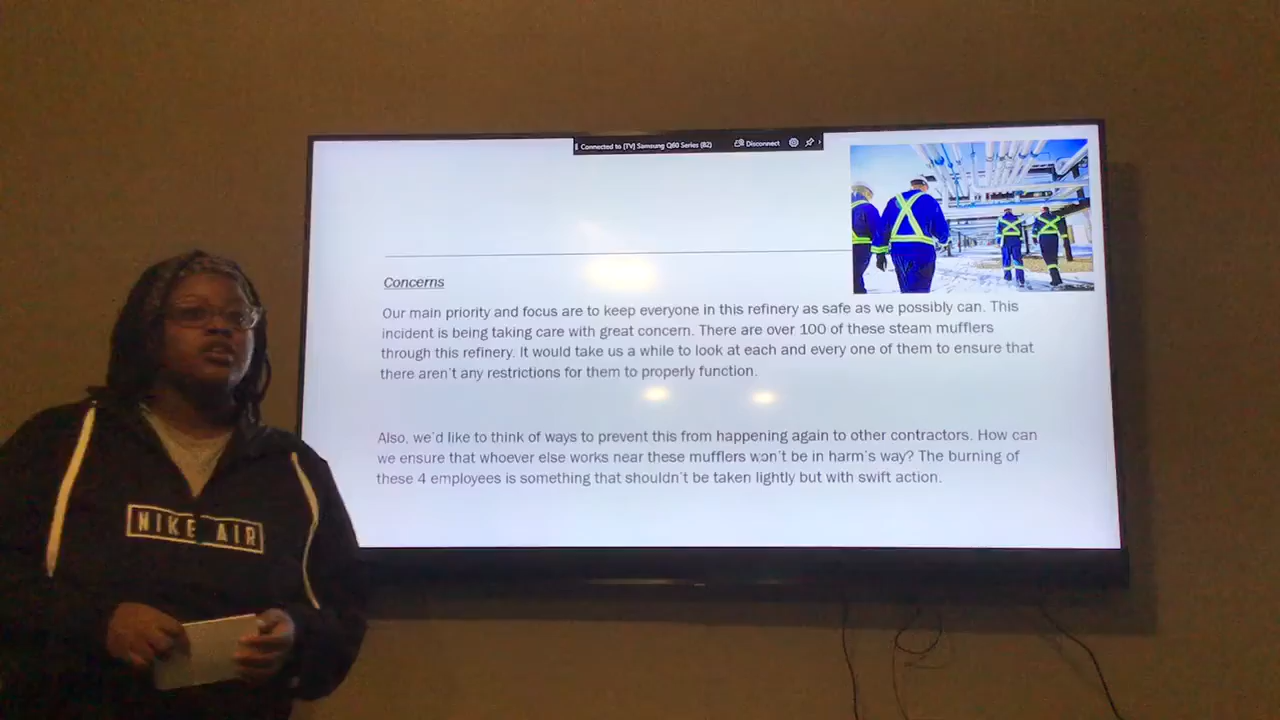 Connected to [TV] Samsung Q60 Series (82) Disconnect
Concerns
Our main priority and focus are to keep everyone in this refinery as safe as we possibly can. This
incident is being taking care with great concern. There are over 100 of these steam mufflers
through this refinery. It would take us a while to look at each and every one of them to ensure that
there aren't any restrictions for them to properly function.
Also, we'd like to think of ways to prevent this from happening again to other contractors. How can
we ensure that whoever else works near these mufflers won't be in harm's way? The burning of
these 4 employees is something that shouldn't be taken lightly but with swift action.
NIKE AIR